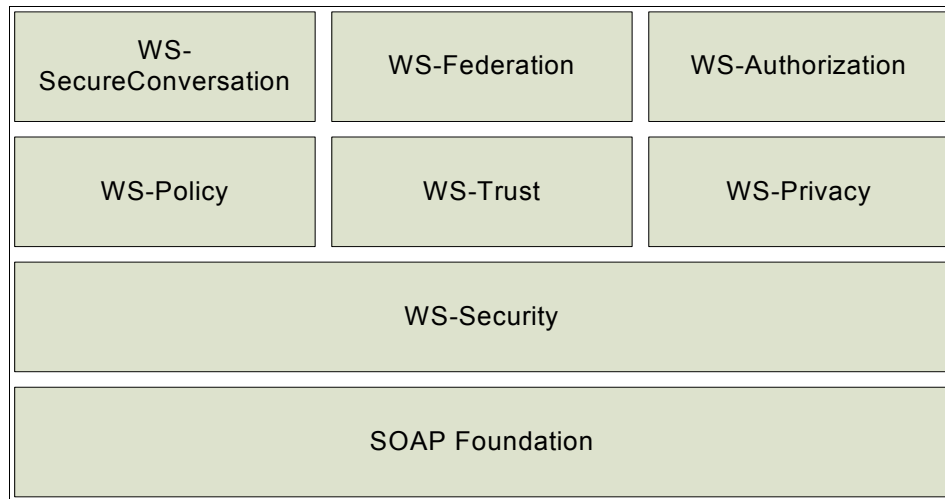 WS-
SecureConversation
WS-Federation
WS-Authorization
WS-Policy
WS-Trust
WS-Privacy
WS-Security
SOAP Foundation